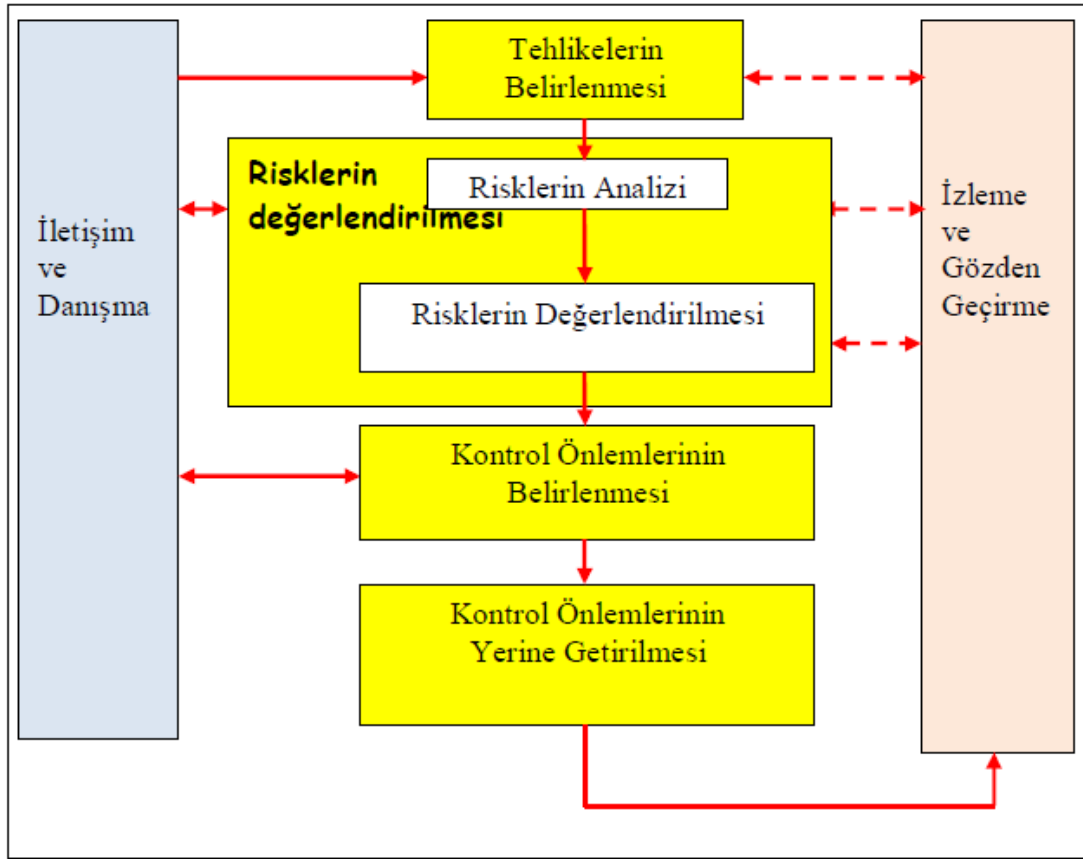 Tehlikelerin
Belirlenmesi
Risklerin
değerlendirilmesi
Risklerin Analizi
İletişim
ve
Danışma
İzleme
ve
Gözden
Geçirme
Risklerin Değerlendirilmesi
Kontrol Önlemlerinin
Belirlenmesi
Kontrol Önlemlerinin
Yerine Getirilmesi